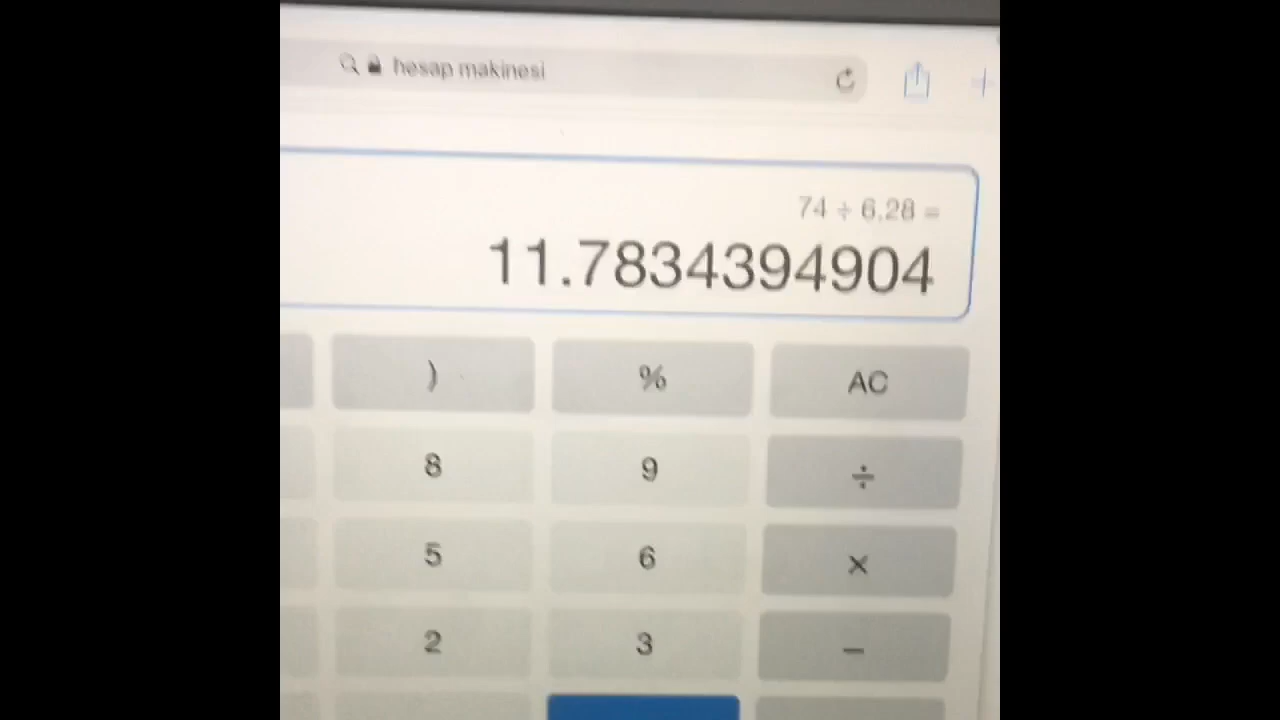 hesap makinesi
74 ÷ 6.28 =
11.7834394904
) % AC
8 9 ÷
5 6 ×
2 3 −